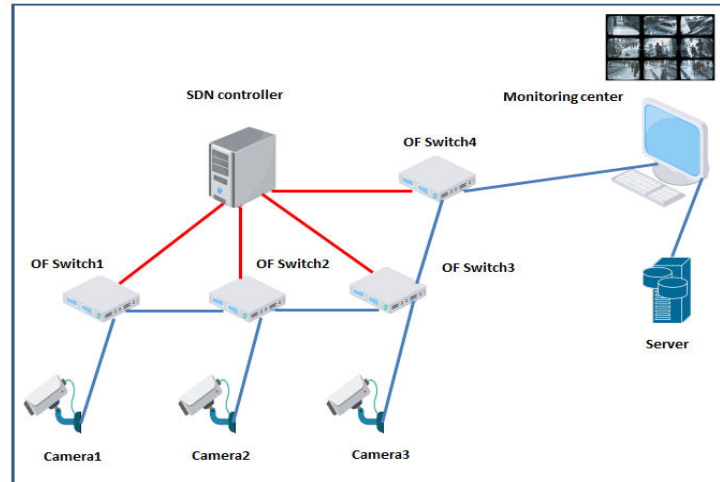 SDN controller
Monitoring center
OF Switch4
OF Switch1
OF Switch2
OF Switch3
Server
Camera1
Camera2
Camera3